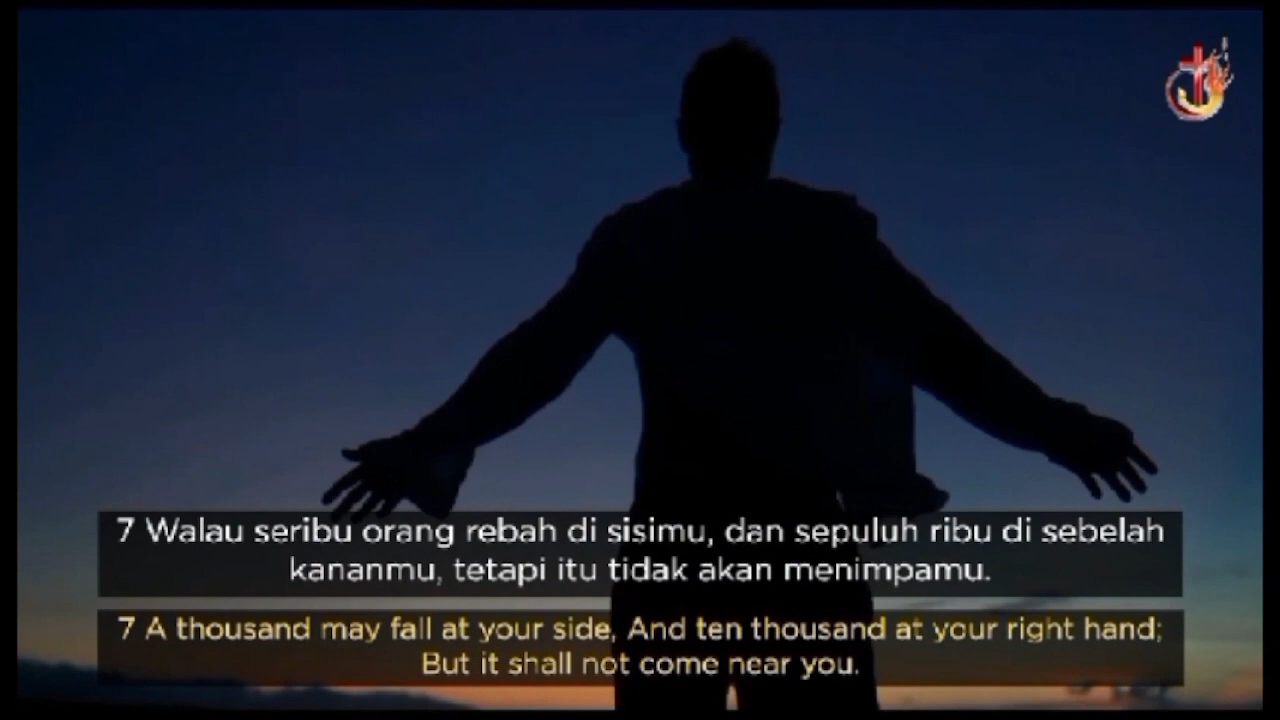 7 Walau seribu orang rebah di sisimu, dan sepuluh ribu di sebelah
kananmu, tetapi itu tidak akan menimpamu.
7 A thousand may fall at your side, And ten thousand at your right hand;
But it shall not come near you.